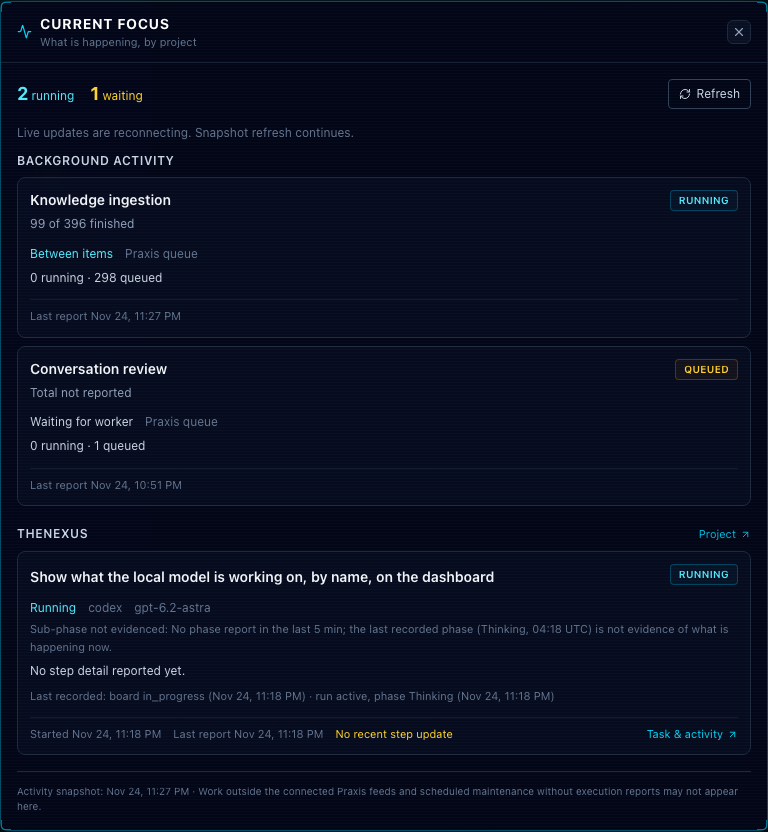 CURRENT FOCUS
What is happening, by project
2 running 1 waiting
Refresh
Live updates are reconnecting. Snapshot refresh continues.
BACKGROUND ACTIVITY
Knowledge ingestion
RUNNING
99 of 396 finished
Between items Praxis queue
0 running · 298 queued
Last report Nov 24, 11:27 PM
Conversation review
QUEUED
Total not reported
Waiting for worker Praxis queue
0 running · 1 queued
Last report Nov 24, 10:51 PM
THENEXUS
Project ↗
Show what the local model is working on, by name, on the dashboard
RUNNING
Running codex gpt-6.2-astra
Sub-phase not evidenced: No phase report in the last 5 min; the last recorded phase (Thinking, 04:18 UTC) is not evidence of what is
happening now.
No step detail reported yet.
Last recorded: board in_progress (Nov 24, 11:18 PM) · run active, phase Thinking (Nov 24, 11:18 PM)
Started Nov 24, 11:18 PM Last report Nov 24, 11:18 PM No recent step update
Task & activity ↗
Activity snapshot: Nov 24, 11:27 PM · Work outside the connected Praxis feeds and scheduled maintenance without execution reports may not appear
here.